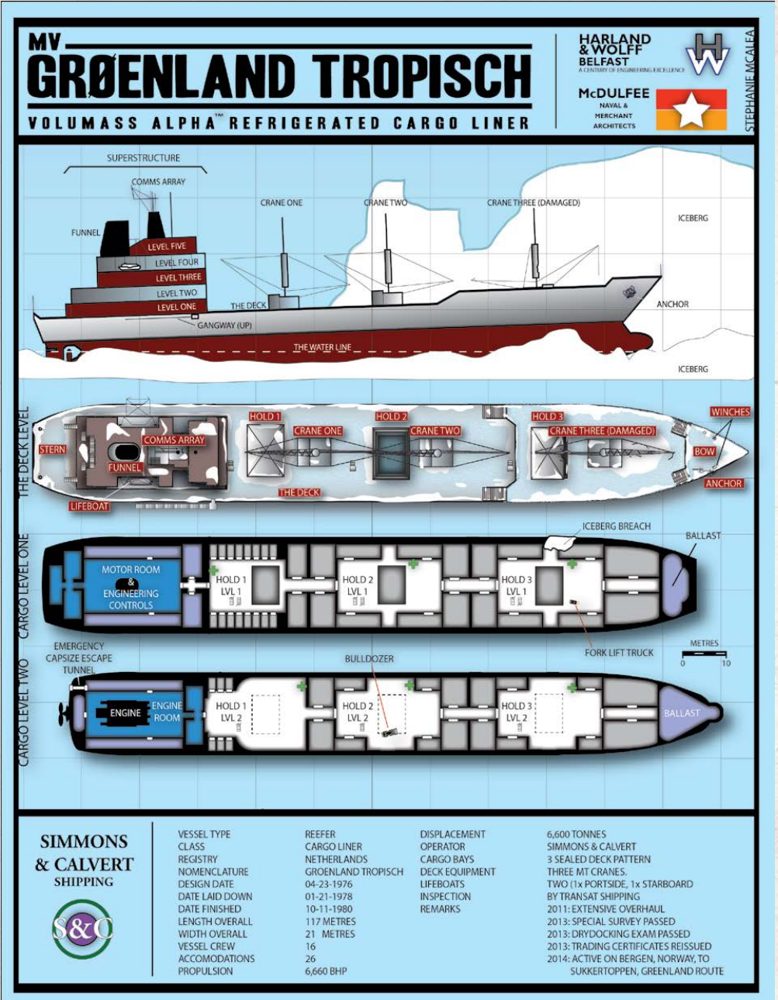 MV
GRØENLAND TROPISCH
VOLUMASS ALPHA™ REFRIGERATED CARGO LINER
HARLAND
& WOLFF
BELFAST
A CENTURY OF ENGINEERING EXCELLENCE
HW
McDULFEE
NAVAL &
MERCHANT
ARCHITECTS
STEPHANIE MCALEA
SUPERSTRUCTURE
COMMS ARRAY
FUNNEL
CRANE ONE
CRANE TWO
CRANE THREE (DAMAGED)
ICEBERG
LEVEL FIVE
LEVEL FOUR
LEVEL THREE
LEVEL TWO
LEVEL ONE
THE DECK
GANGWAY (UP)
ANCHOR
THE WATER LINE
ICEBERG
THE DECK LEVEL
HOLD 1
HOLD 2
HOLD 3
WINCHES
CRANE ONE
CRANE TWO
CRANE THREE (DAMAGED)
COMMS ARRAY
STERN
BOW
FUNNEL
ANCHOR
THE DECK
LIFEBOAT
CARGO LEVEL ONE
ICEBERG BREACH
BALLAST
MOTOR ROOM
&
ENGINEERING
CONTROLS
HOLD 1
LVL 1
HOLD 2
LVL 1
HOLD 3
LVL 1
FORK LIFT TRUCK
METRES
0 10
CARGO LEVEL TWO
EMERGENCY
CAPSIZE ESCAPE
TUNNEL
BULLDOZER
ENGINE
ENGINE
ROOM
HOLD 1
LVL 2
HOLD 2
LVL 2
HOLD 3
LVL 2
BALLAST
SIMMONS
& CALVERT
SHIPPING
S&C
VESSEL TYPE REEFER
CLASS CARGO LINER
REGISTRY NETHERLANDS
NOMENCLATURE GROENLAND TROPISCH
DESIGN DATE 04-23-1976
DATE LAID DOWN 01-21-1978
DATE FINISHED 10-11-1980
LENGTH OVERALL 117 METRES
WIDTH OVERALL 21 METRES
VESSEL CREW 16
ACCOMODATIONS 26
PROPULSION 6,660 BHP
DISPLACEMENT 6,600 TONNES
OPERATOR SIMMONS & CALVERT
CARGO BAYS 3 SEALED DECK PATTERN
DECK EQUIPMENT THREE MT CRANES.
LIFEBOATS TWO (1x PORTSIDE, 1x STARBOARD
INSPECTION BY TRANSAT SHIPPING
REMARKS 2011: EXTENSIVE OVERHAUL
2013: SPECIAL SURVEY PASSED
2013: DRYDOCKING EXAM PASSED
2013: TRADING CERTIFICATES REISSUED
2014: ACTIVE ON BERGEN, NORWAY, TO
SUKKERTOPPEN, GREENLAND ROUTE